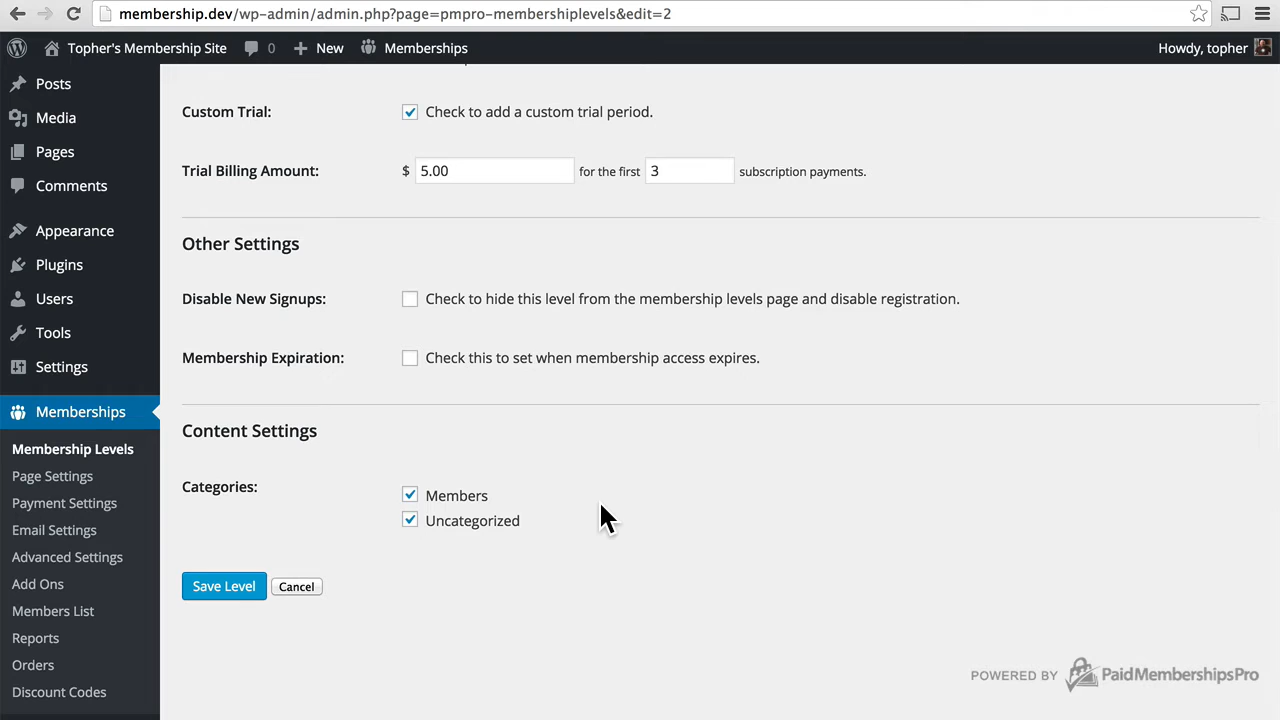 membership.dev/wp-admin/admin.php?page=pmpro-membershiplevels&edit=2
Topher's Membership Site 0 New Memberships Howdy, topher
Posts
Media
Pages
Comments
Appearance
Plugins
Users
Tools
Settings
Memberships
Membership Levels
Page Settings
Payment Settings
Email Settings
Advanced Settings
Add Ons
Members List
Reports
Orders
Discount Codes
Custom Trial: Check to add a custom trial period.
Trial Billing Amount: $ 5.00 for the first 3 subscription payments.
Other Settings
Disable New Signups: Check to hide this level from the membership levels page and disable registration.
Membership Expiration: Check this to set when membership access expires.
Content Settings
Categories:
Members
Uncategorized
Save Level Cancel
POWERED BY PaidMembershipsPro